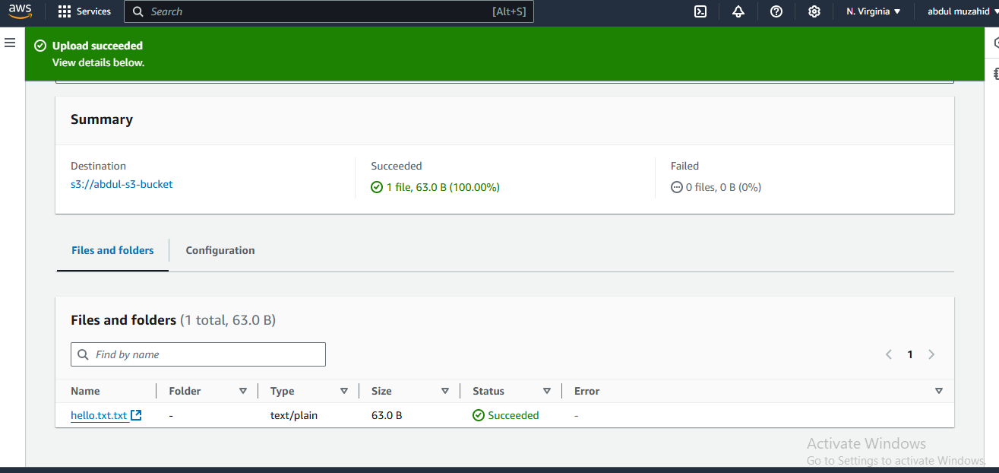 aws Services Search [Alt+S] N. Virginia abdul muzahid
Upload succeeded
View details below.
Summary
Destination Succeeded Failed
s3://abdul-s3-bucket 1 file, 63.0 B (100.00%) 0 files, 0 B (0%)
Files and folders Configuration
Files and folders (1 total, 63.0 B)
Find by name 1
Name Folder Type Size Status Error
hello.txt.txt - text/plain 63.0 B Succeeded -
Activate Windows
Go to Settings to activate Windows.